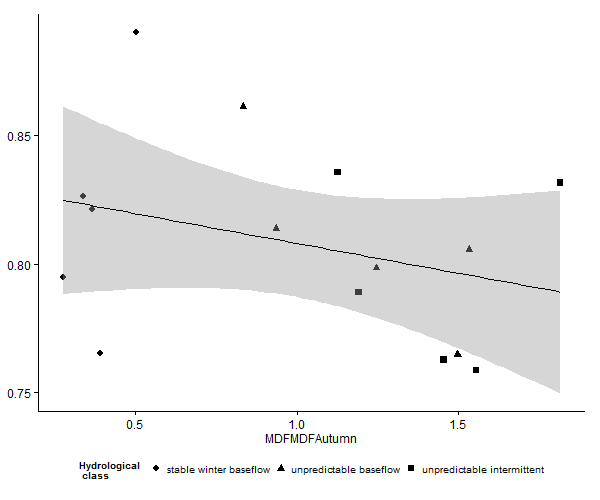 0.85
0.80
0.75
0.5 1.0 1.5
MDFMDFAutumn
Hydrological
class
stable winter baseflow unpredictable baseflow unpredictable intermittent